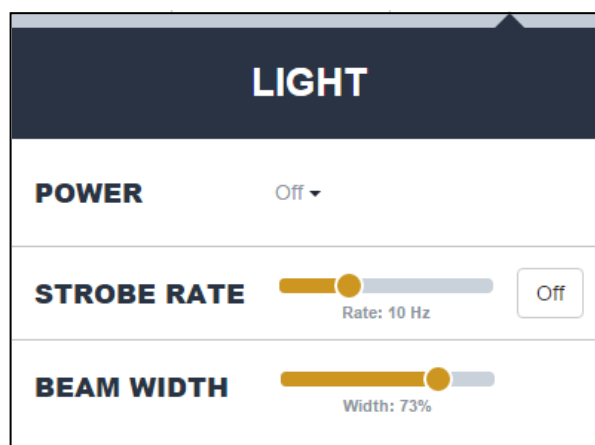 LIGHT
POWER Off
STROBE RATE Off
Rate: 10 Hz
BEAM WIDTH
Width: 73%